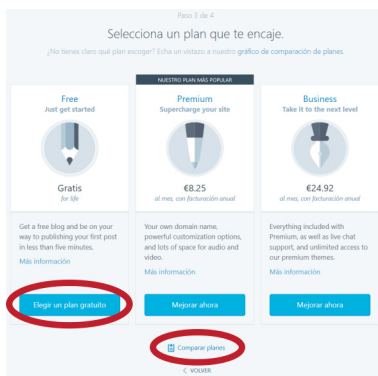 Paso 3 de 4
Selecciona un plan que te encaje.
¿No tienes claro qué plan escoger? Echa un vistazo a nuestro gráfico de comparación de planes.
NUESTRO PLAN MÁS POPULAR
Free
Just get started
Gratis
for life
Get a free blog and be on your
way to publishing your first post
in less than five minutes.
Más información
Elegir un plan gratuito
Premium
Supercharge your site
€8.25
al mes, con facturación anual
Your own domain name,
powerful customization options,
and lots of space for audio and
video.
Más información
Mejorar ahora
Business
Take it to the next level
€24.92
al mes, con facturación anual
Everything included with
Premium, as well as live chat
support, and unlimited access to
our premium themes.
Más información
Mejorar ahora
Comparar planes
< VOLVER